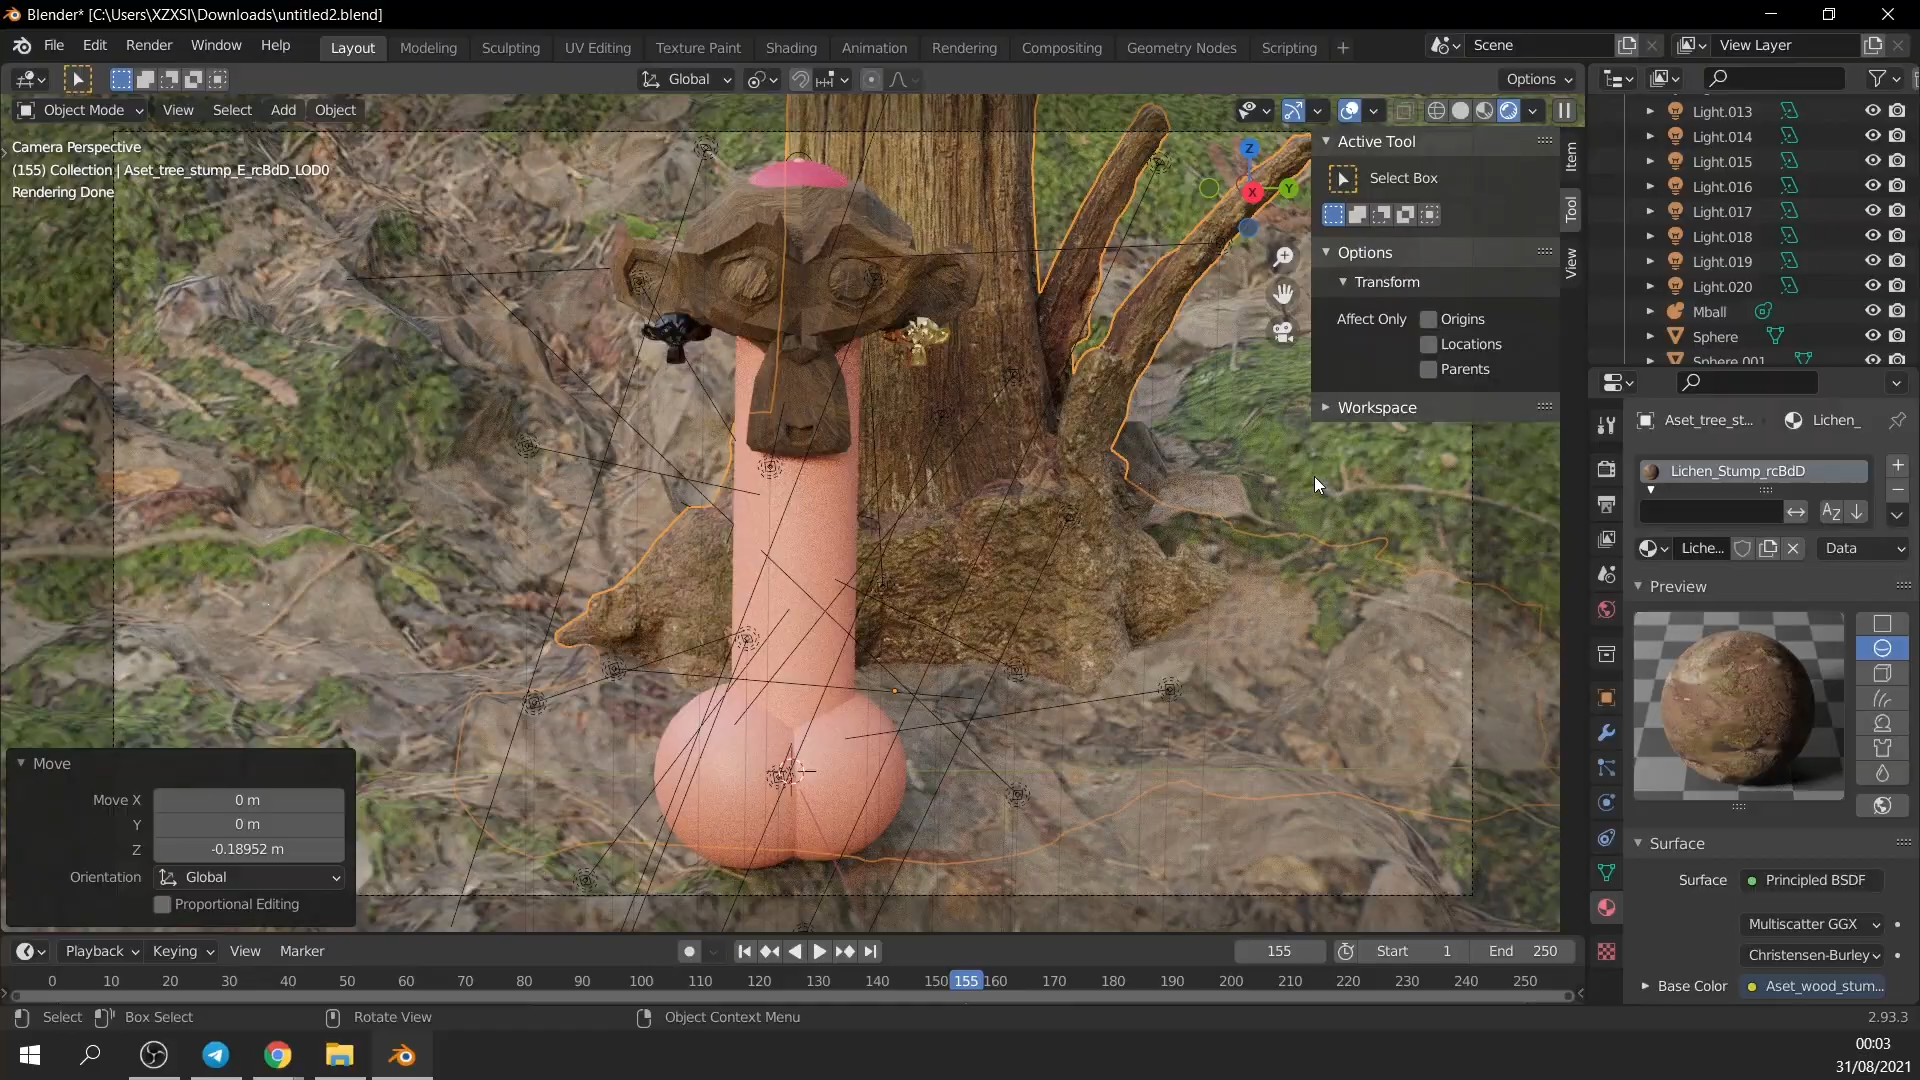 Blender* [C:\Users\XZXSI\Downloads\untitled2.blend]
File Edit Render Window Help Layout Modeling Sculpting UV Editing Texture Paint Shading Animation Rendering Compositing Geometry Nodes Scripting + Scene View Layer
Global Options
Object Mode View Select Add Object
Camera Perspective
(155) Collection | Aset_tree_stump_E_rcBdD_LOD0
Rendering Done
Z
Y
X
Active Tool
Select Box
Options
Transform
Affect Only Origins
Locations
Parents
Workspace
Item
Tool
View
Light.013
Light.014
Light.015
Light.016
Light.017
Light.018
Light.019
Light.020
Mball
Sphere
Sphere.001
Aset_tree_st... Lichen_
Lichen_Stump_rcBdD
Liche... Data
Preview
Surface
Surface Principled BSDF
Multiscatter GGX
Christensen-Burley
Base Color Aset_wood_stum...
Move
Move X 0 m
Y 0 m
Z -0.18952 m
Orientation Global
Proportional Editing
Playback Keying View Marker 155 Start 1 End 250
0 10 20 30 40 50 60 70 80 90 100 110 120 130 140 150 155 160 170 180 190 200 210 220 230 240 250
Select Box Select Rotate View Object Context Menu 2.93.3
00:03
31/08/2021